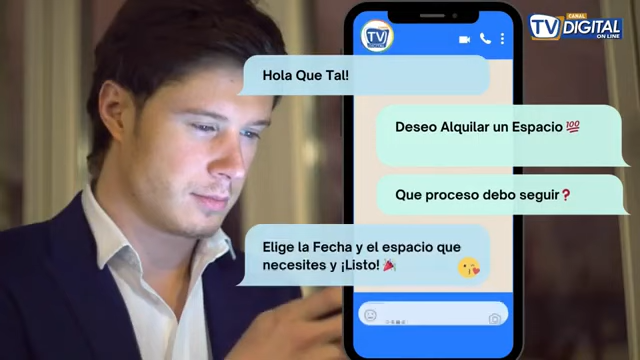 CANAL
TV DIGITAL
ON LINE
TV
Hola Que Tal!
Deseo Alquilar un Espacio 💯
Que proceso debo seguir❓
Elige la Fecha y el espacio que
necesites y ¡Listo! 🎉